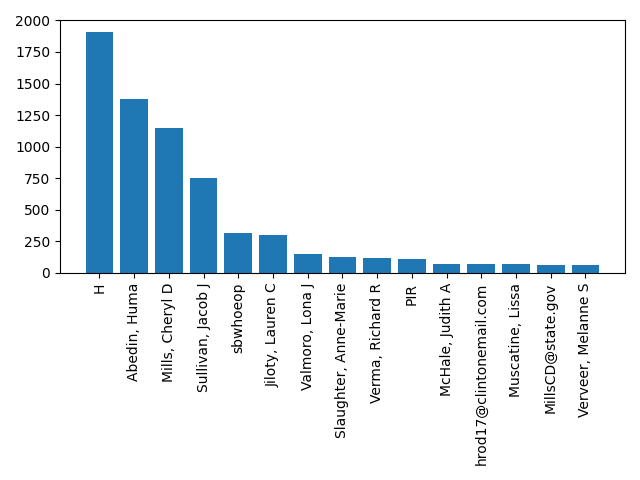 2000
1750
1500
1250
1000
750
500
250
0
H
Abedin, Huma
Mills, Cheryl D
Sullivan, Jacob J
sbwhoeop
Jiloty, Lauren C
Valmoro, Lona J
Slaughter, Anne-Marie
Verma, Richard R
PIR
McHale, Judith A
hrod17@clintonemail.com
Muscatine, Lissa
MillsCD@state.gov
Verveer, Melanne S